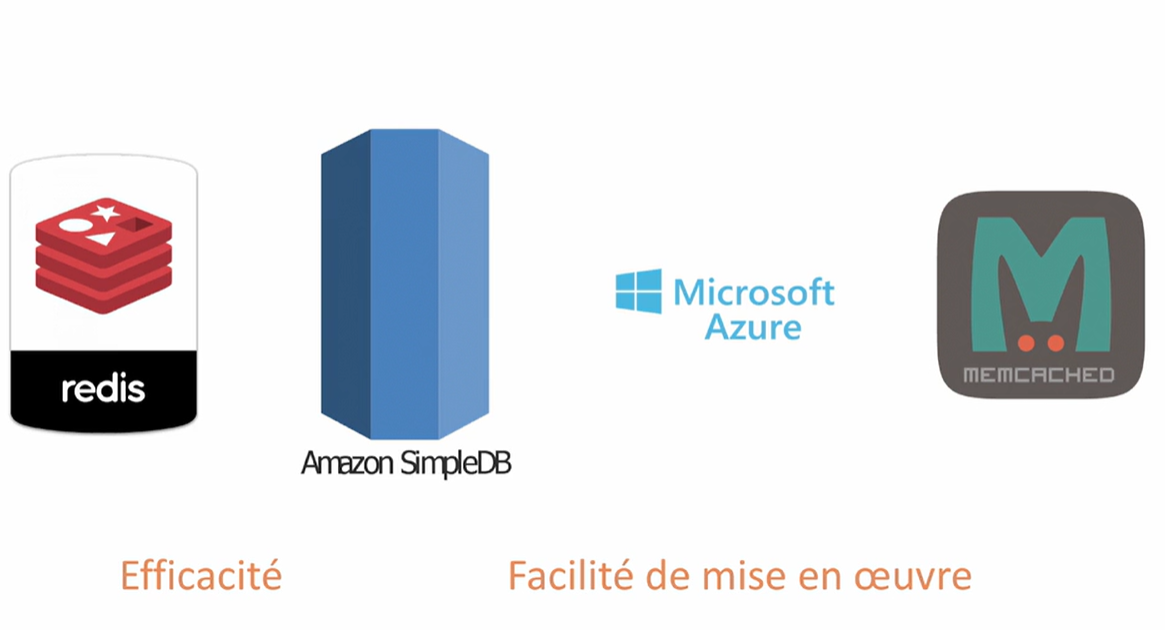 redis
Amazon SimpleDB
Microsoft
Azure
MEMCACHED
Efficacité
Facilité de mise en œuvre